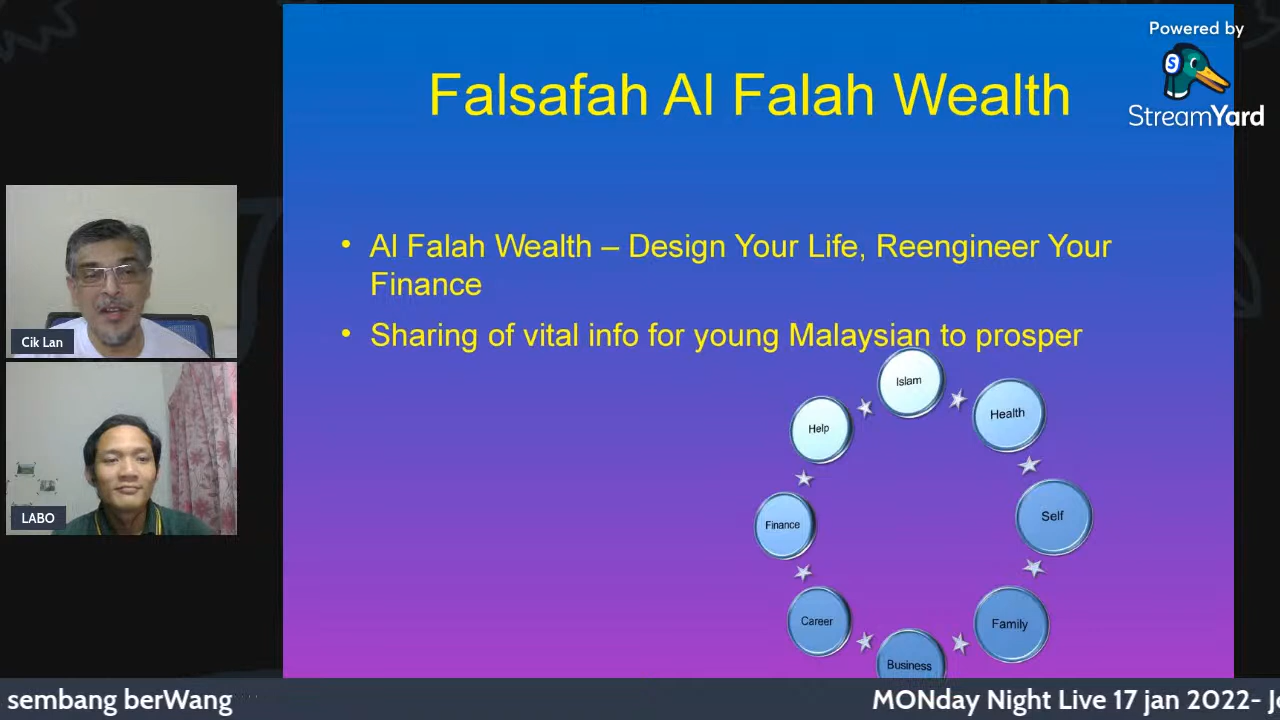 Powered by
StreamYard
Falsafah Al Falah Wealth
• Al Falah Wealth – Design Your Life, Reengineer Your
Finance
• Sharing of vital info for young Malaysian to prosper
Islam
Health
Self
Family
Business
Career
Finance
Help
Cik Lan
LABO
sembang berWang
MONday Night Live 17 jan 2022-